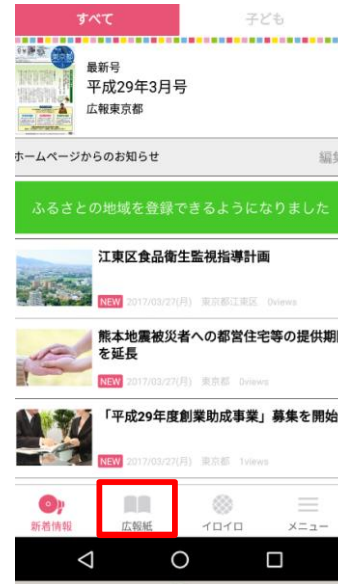 すべて
子ども
最新号
平成29年3月号
広報東京都
ホームページからのお知らせ
編集
ふるさとの地域を登録できるようになりました
江東区食品衛生監視指導計画
NEW 2017/03/27(月) 東京都江東区 0views
熊本地震被災者への都営住宅等の提供期
を延長
NEW 2017/03/27(月) 東京都 0views
「平成29年度創業助成事業」募集を開始
NEW 2017/03/27(月) 東京都 1views
新着情報
広報紙
イロイロ
メニュー